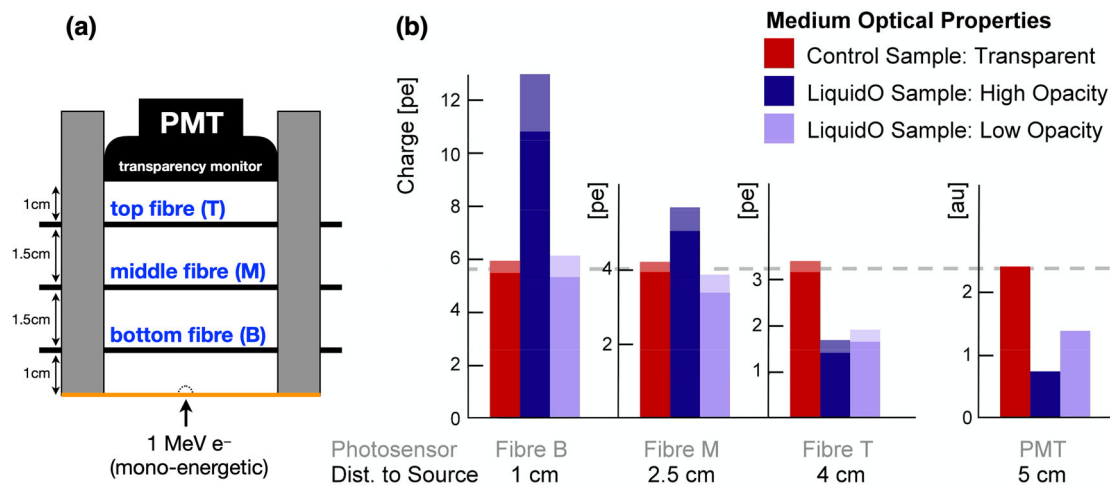 (a)
PMT
transparency monitor
1cm
top fibre (T)
1.5cm
middle fibre (M)
1.5cm
bottom fibre (B)
1cm
1 MeV e⁻
(mono-energetic)
(b)
Medium Optical Properties
Control Sample: Transparent
LiquidO Sample: High Opacity
LiquidO Sample: Low Opacity
Charge [pe]
12
10
8
6
4
2
0
[pe]
4
2
[pe]
3
2
1
[au]
2
1
0
Photosensor Fibre B Fibre M Fibre T PMT
Dist. to Source 1 cm 2.5 cm 4 cm 5 cm